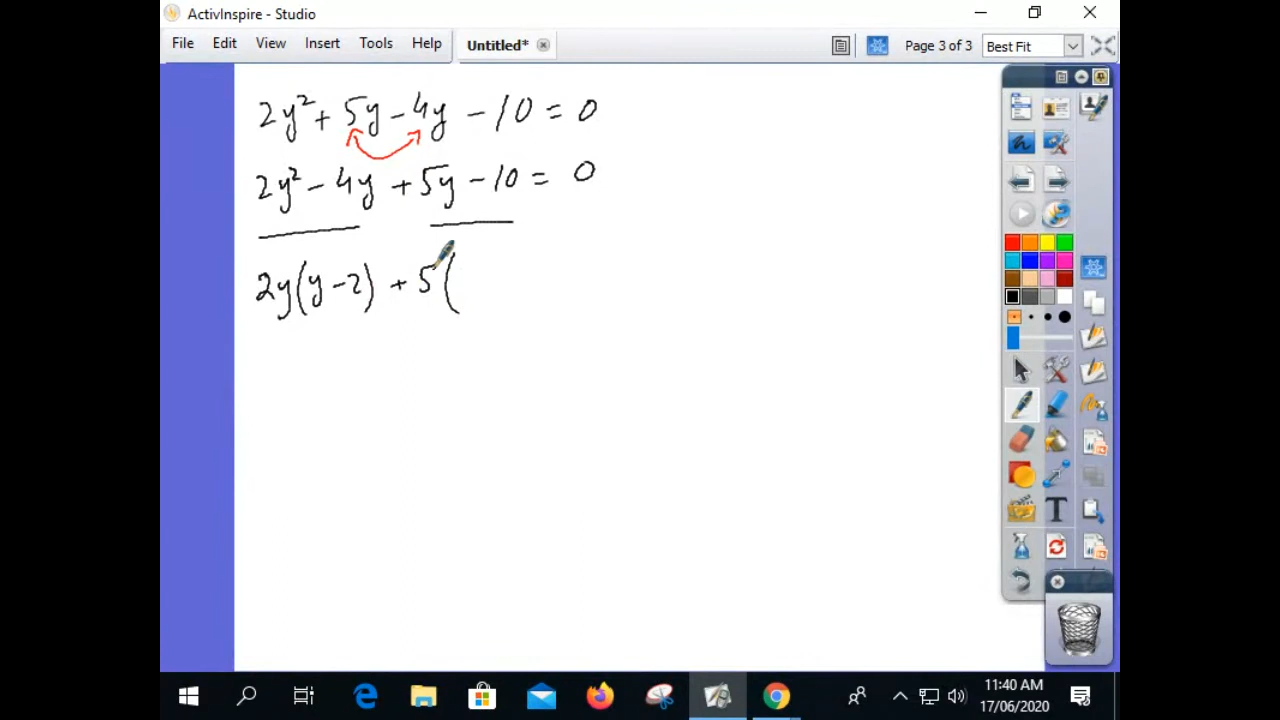 ActivInspire - Studio
File Edit View Insert Tools Help Untitled* Page 3 of 3 Best Fit
2y² + 5y - 4y - 10 = 0
2y² - 4y + 5y - 10 = 0
2y(y - 2) + 5(
T
11:40 AM
17/06/2020